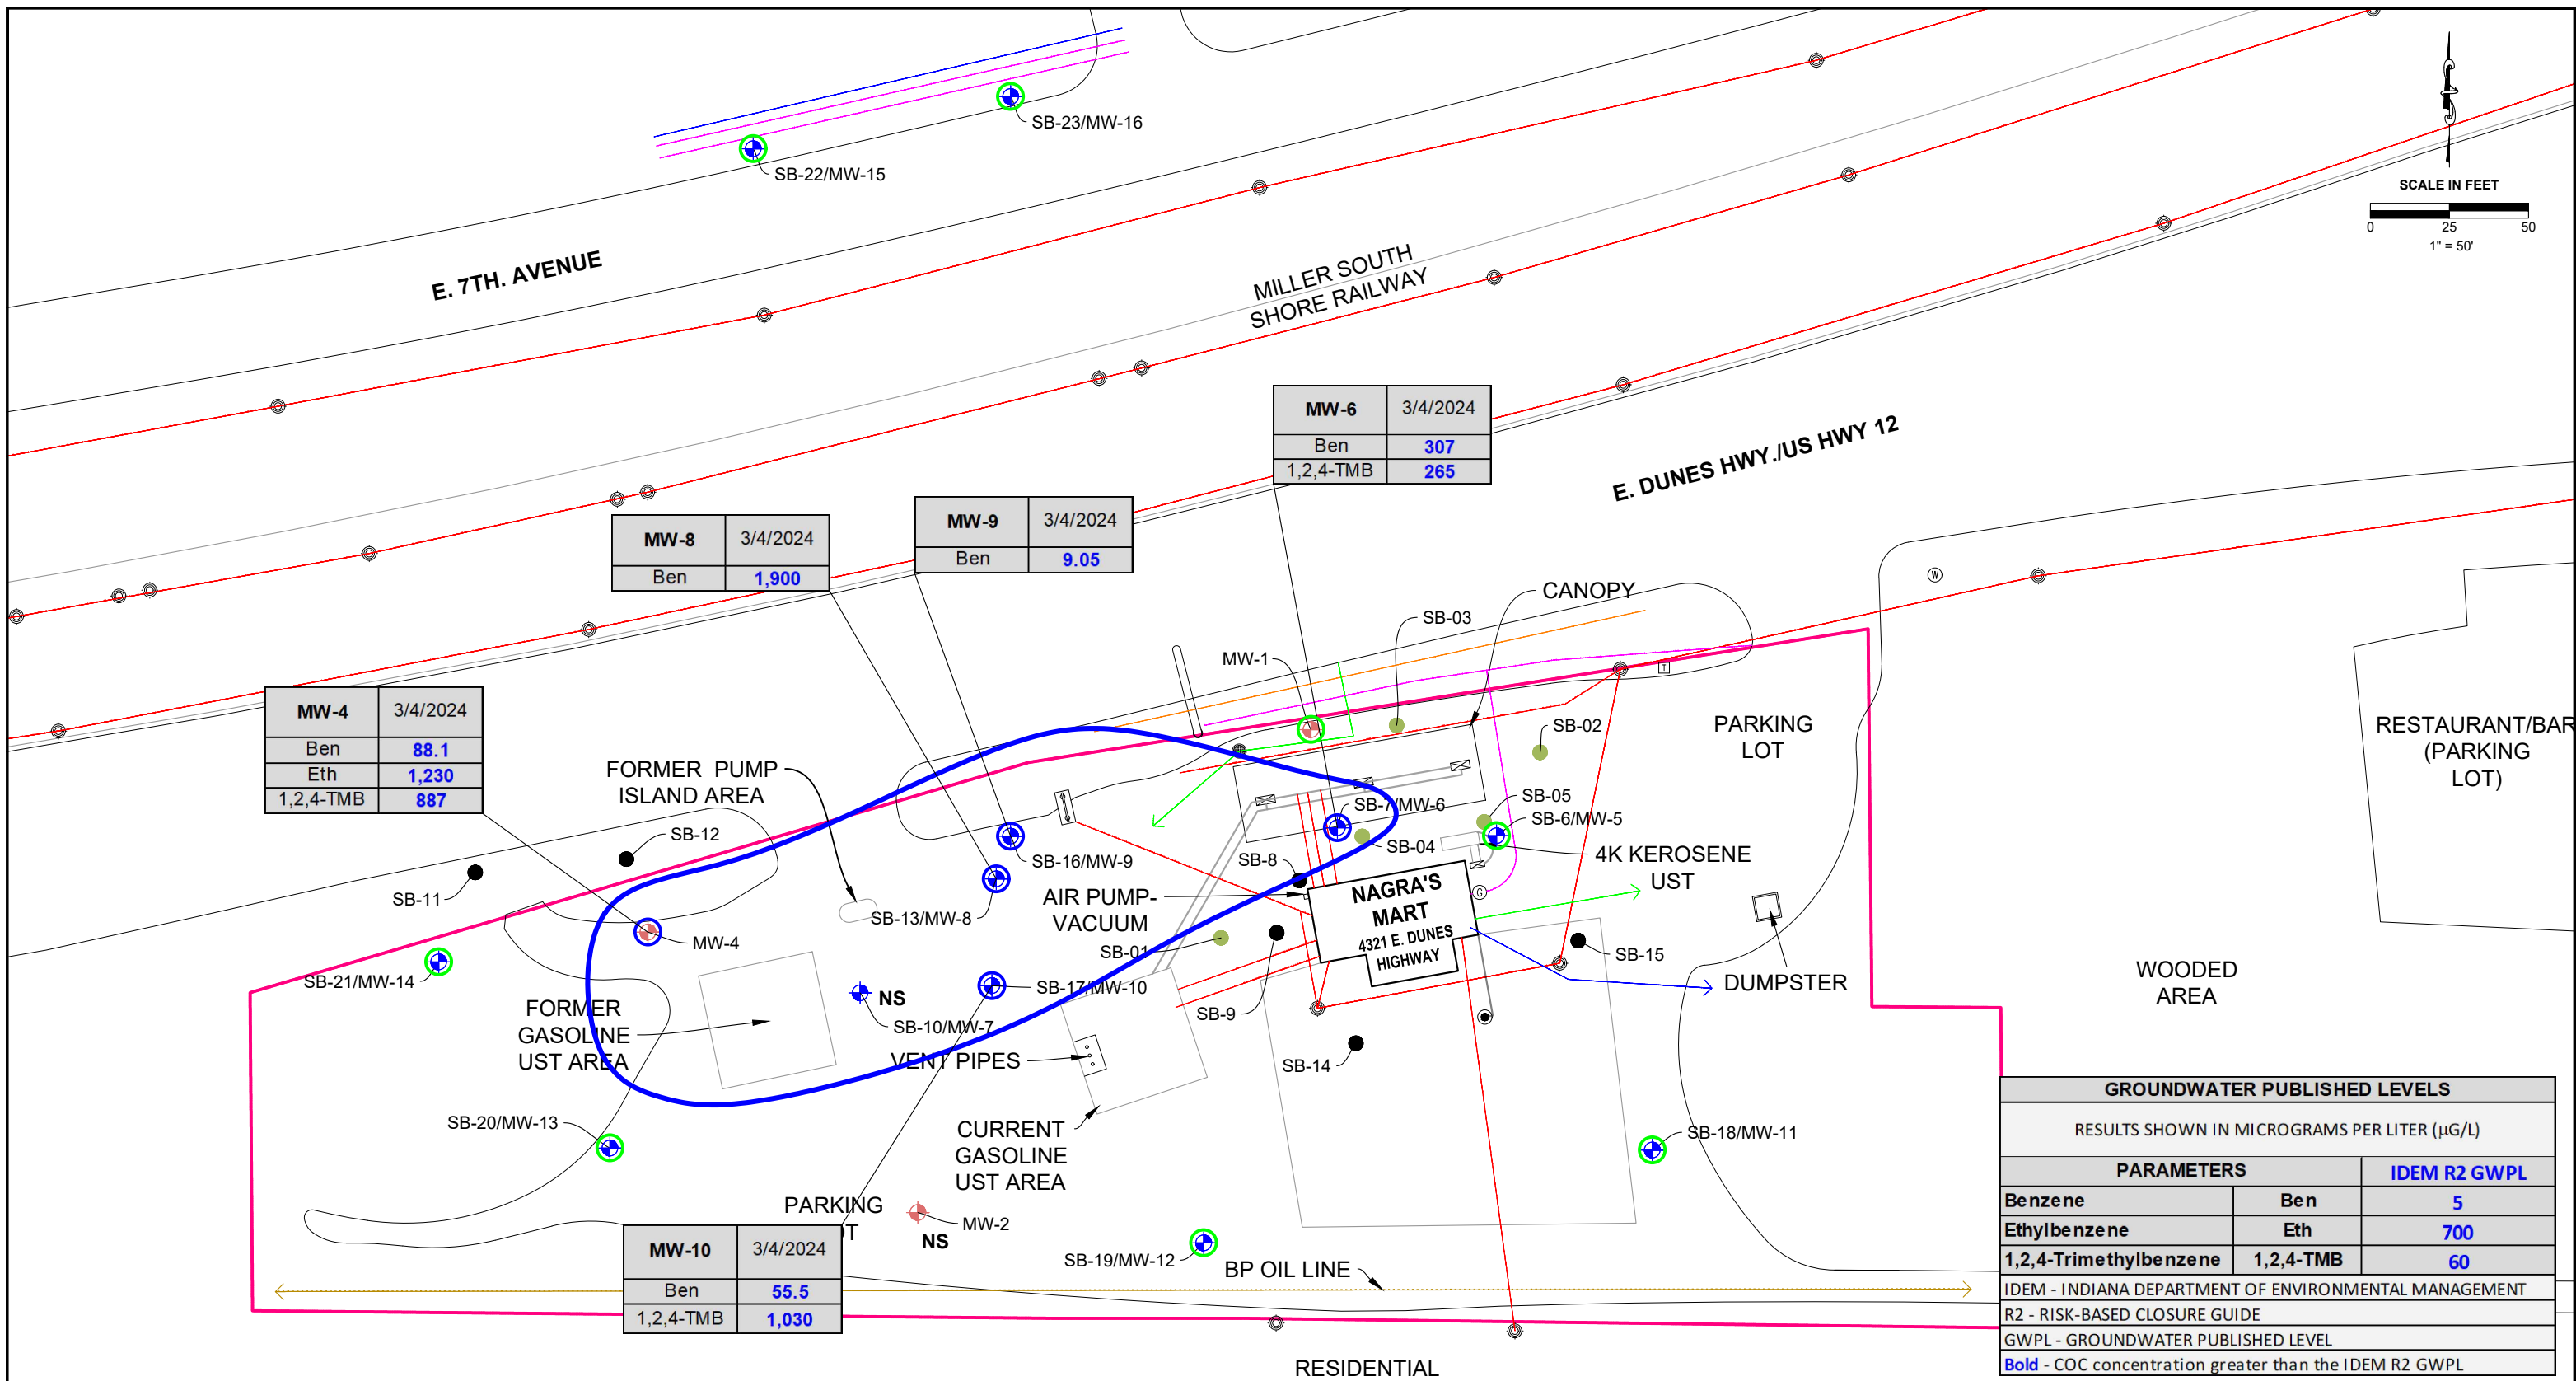 SB-23/MW-16
SB-22/MW-15
SCALE IN FEET
0 25 50
1" = 50'
E. 7TH. AVENUE
MILLER SOUTH
SHORE RAILWAY
E. DUNES HWY./US HWY 12
MW-6 3/4/2024
Ben 307
1,2,4-TMB 265
MW-9 3/4/2024
Ben 9.05
MW-8 3/4/2024
Ben 1,900
MW-4 3/4/2024
Ben 88.1
Eth 1,230
1,2,4-TMB 887
W
CANOPY
SB-03
MW-1
T
SB-02
PARKING
LOT
RESTAURANT/BAR
(PARKING
LOT)
FORMER PUMP
ISLAND AREA
SB-12
SB-11
SB-7/MW-6
SB-05
SB-6/MW-5
SB-04
SB-16/MW-9
SB-8
4K KEROSENE
UST
G
AIR PUMP-
VACUUM
NAGRA'S
MART
4321 E. DUNES
HIGHWAY
SB-13/MW-8
MW-4
SB-01
SB-15
SB-21/MW-14
SB-17/MW-10
DUMPSTER
WOODED
AREA
NS
SB-10/MW-7
FORMER
GASOLINE
UST AREA
SB-9
VENT PIPES
SB-14
SB-20/MW-13
CURRENT
GASOLINE
UST AREA
SB-18/MW-11
PARKING
OT
MW-2
NS
SB-19/MW-12
BP OIL LINE
MW-10 3/4/2024
Ben 55.5
1,2,4-TMB 1,030
RESIDENTIAL
GROUNDWATER PUBLISHED LEVELS
RESULTS SHOWN IN MICROGRAMS PER LITER (µG/L)
PARAMETERS IDEM R2 GWPL
Benzene Ben 5
Ethylbenzene Eth 700
1,2,4-Trimethylbenzene 1,2,4-TMB 60
IDEM - INDIANA DEPARTMENT OF ENVIRONMENTAL MANAGEMENT
R2 - RISK-BASED CLOSURE GUIDE
GWPL - GROUNDWATER PUBLISHED LEVEL
Bold - COC concentration greater than the IDEM R2 GWPL